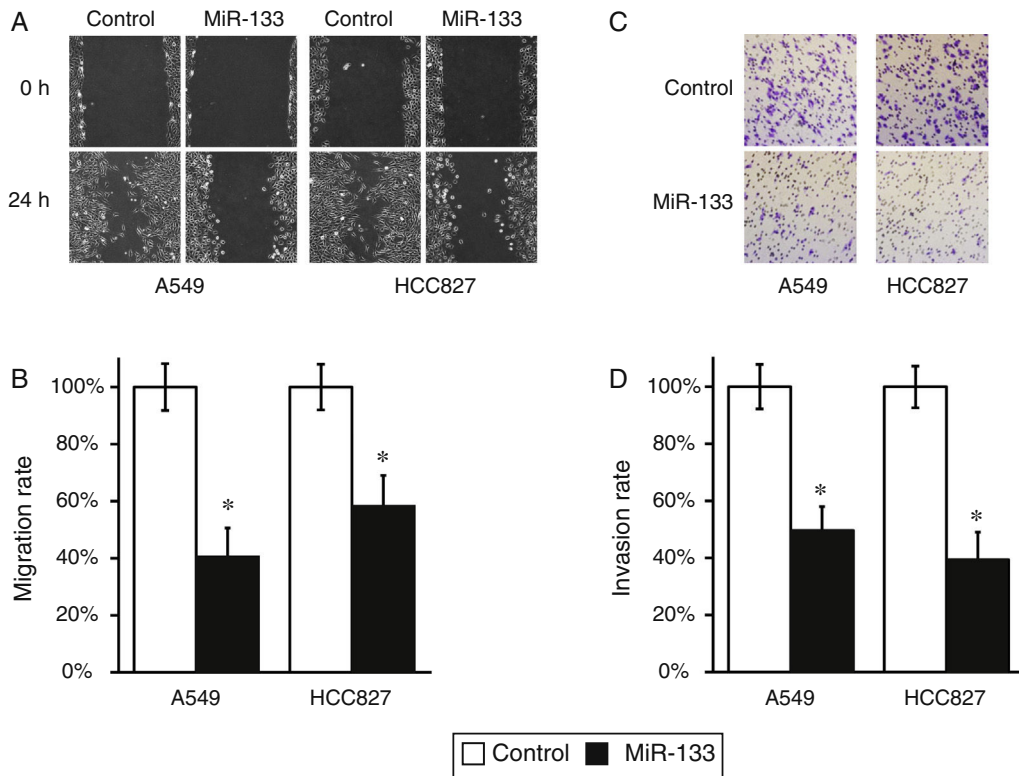 A
Control MiR-133 Control MiR-133
0 h
24 h
A549 HCC827
C
Control
MiR-133
A549 HCC827
B
Migration rate
100%
80%
60%
40%
20%
0%
*
*
A549 HCC827
D
Invasion rate
100%
80%
60%
40%
20%
0%
*
*
A549 HCC827
Control MiR-133